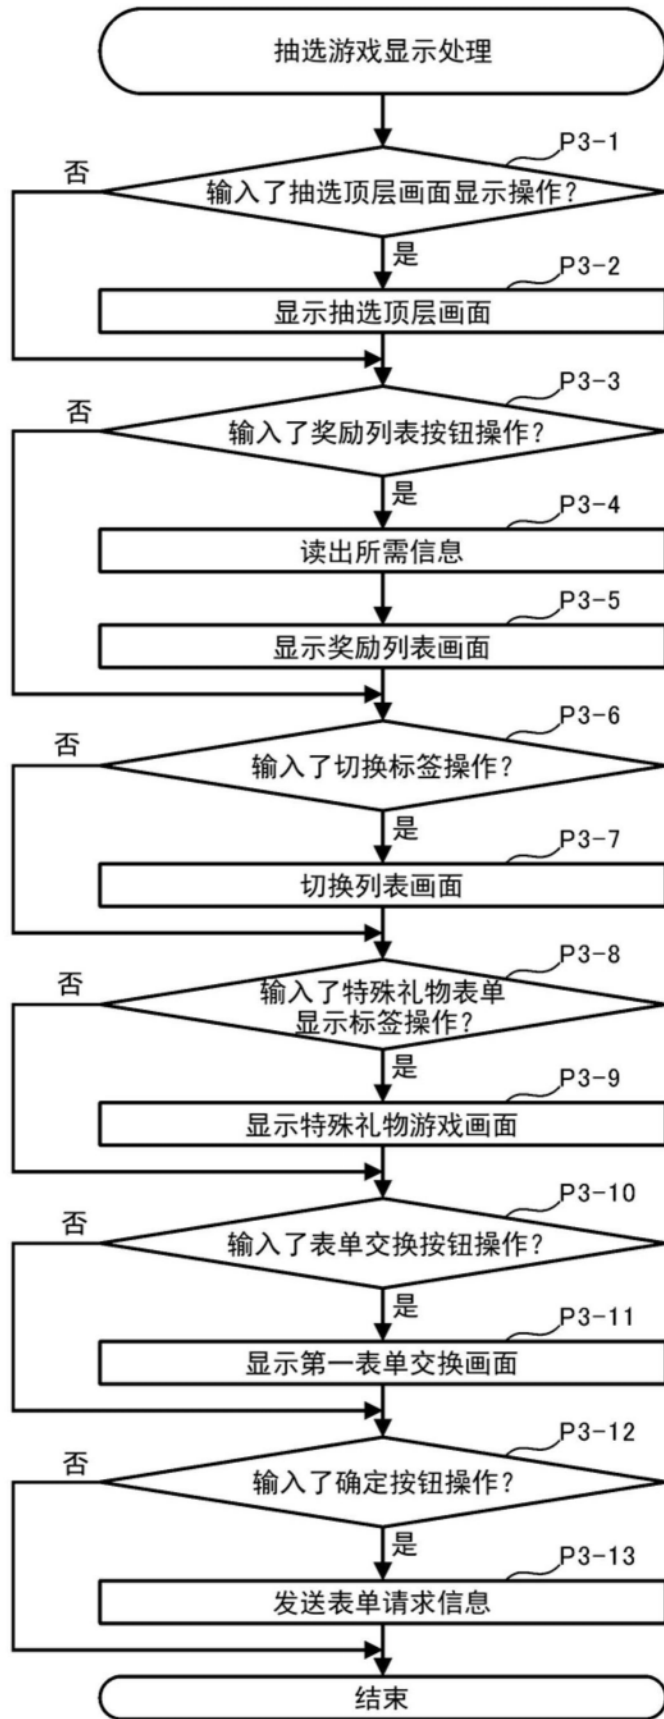 抽选游戏显示处理
P3-1
否
输入了抽选顶层画面显示操作？
是
P3-2
显示抽选顶层画面
P3-3
否
输入了奖励列表按钮操作？
是
P3-4
读出所需信息
P3-5
显示奖励列表画面
P3-6
否
输入了切换标签操作？
是
P3-7
切换列表画面
P3-8
否
输入了特殊礼物表单
显示标签操作？
是
P3-9
显示特殊礼物游戏画面
P3-10
否
输入了表单交换按钮操作？
是
P3-11
显示第一表单交换画面
P3-12
否
输入了确定按钮操作？
是
P3-13
发送表单请求信息
结束